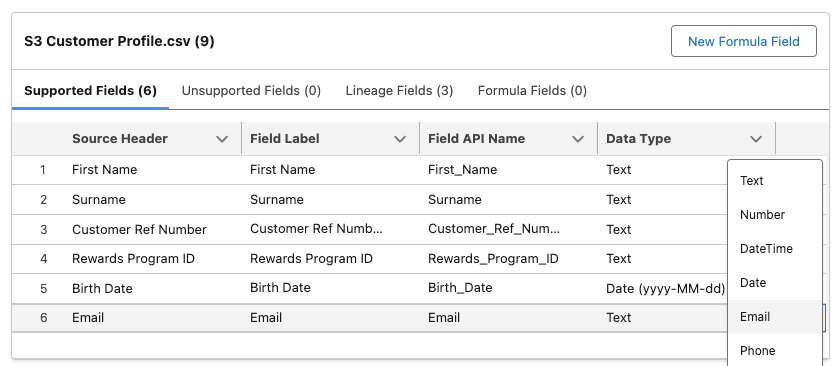 S3 Customer Profile.csv (9)
New Formula Field
Supported Fields (6) Unsupported Fields (0) Lineage Fields (3) Formula Fields (0)
Source Header Field Label Field API Name Data Type
1 First Name First Name First_Name Text
Text
2 Surname Surname Surname Text
Number
3 Customer Ref Number Customer Ref Numb... Customer_Ref_Num... Text
DateTime
4 Rewards Program ID Rewards Program ID Rewards_Program_ID Text
Date
5 Birth Date Birth Date Birth_Date Date (yyyy-MM-dd)
6 Email Email Email Text
Email
Phone